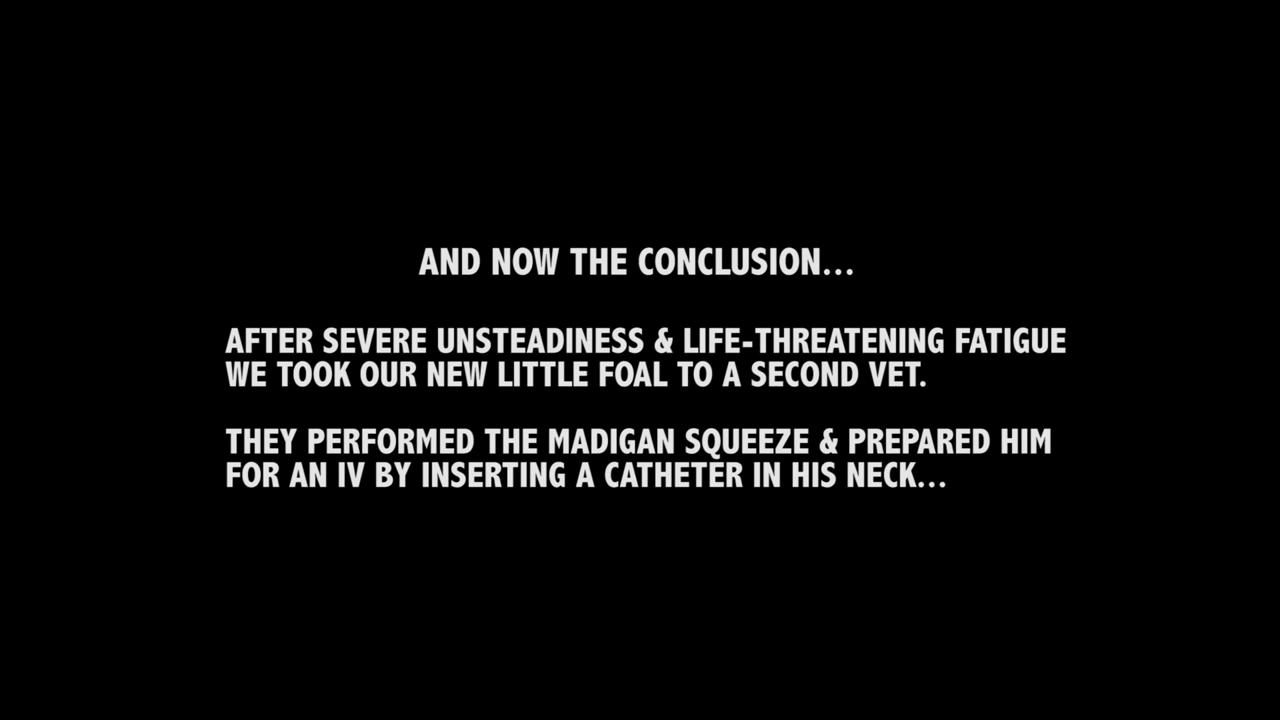 AND NOW THE CONCLUSION...
AFTER SEVERE UNSTEADINESS & LIFE-THREATENING FATIGUE
WE TOOK OUR NEW LITTLE FOAL TO A SECOND VET.
THEY PERFORMED THE MADIGAN SQUEEZE & PREPARED HIM
FOR AN IV BY INSERTING A CATHETER IN HIS NECK...